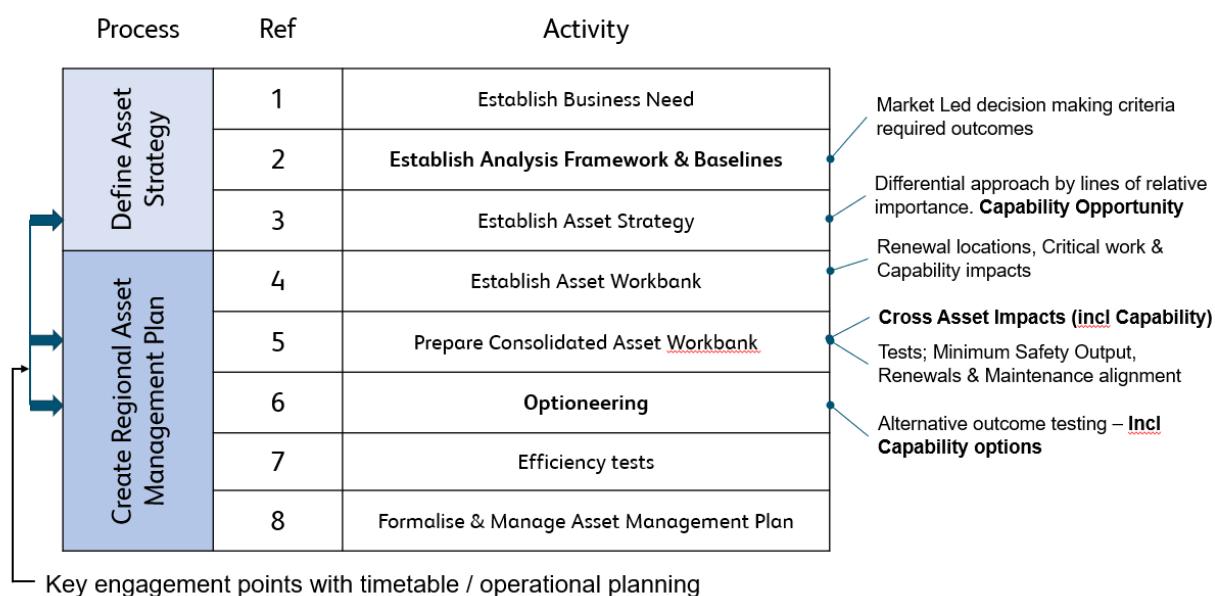 Process Ref Activity
Define Asset
Strategy
1 Establish Business Need
2 Establish Analysis Framework & Baselines
3 Establish Asset Strategy
Create Regional Asset
Management Plan
4 Establish Asset Workbank
5 Prepare Consolidated Asset Workbank
6 Optioneering
7 Efficiency tests
8 Formalise & Manage Asset Management Plan
Market Led decision making criteria
required outcomes
Differential approach by lines of relative
importance. Capability Opportunity
Renewal locations, Critical work &
Capability impacts
Cross Asset Impacts (incl Capability)
Tests; Minimum Safety Output,
Renewals & Maintenance alignment
Alternative outcome testing – Incl
Capability options
Key engagement points with timetable / operational planning